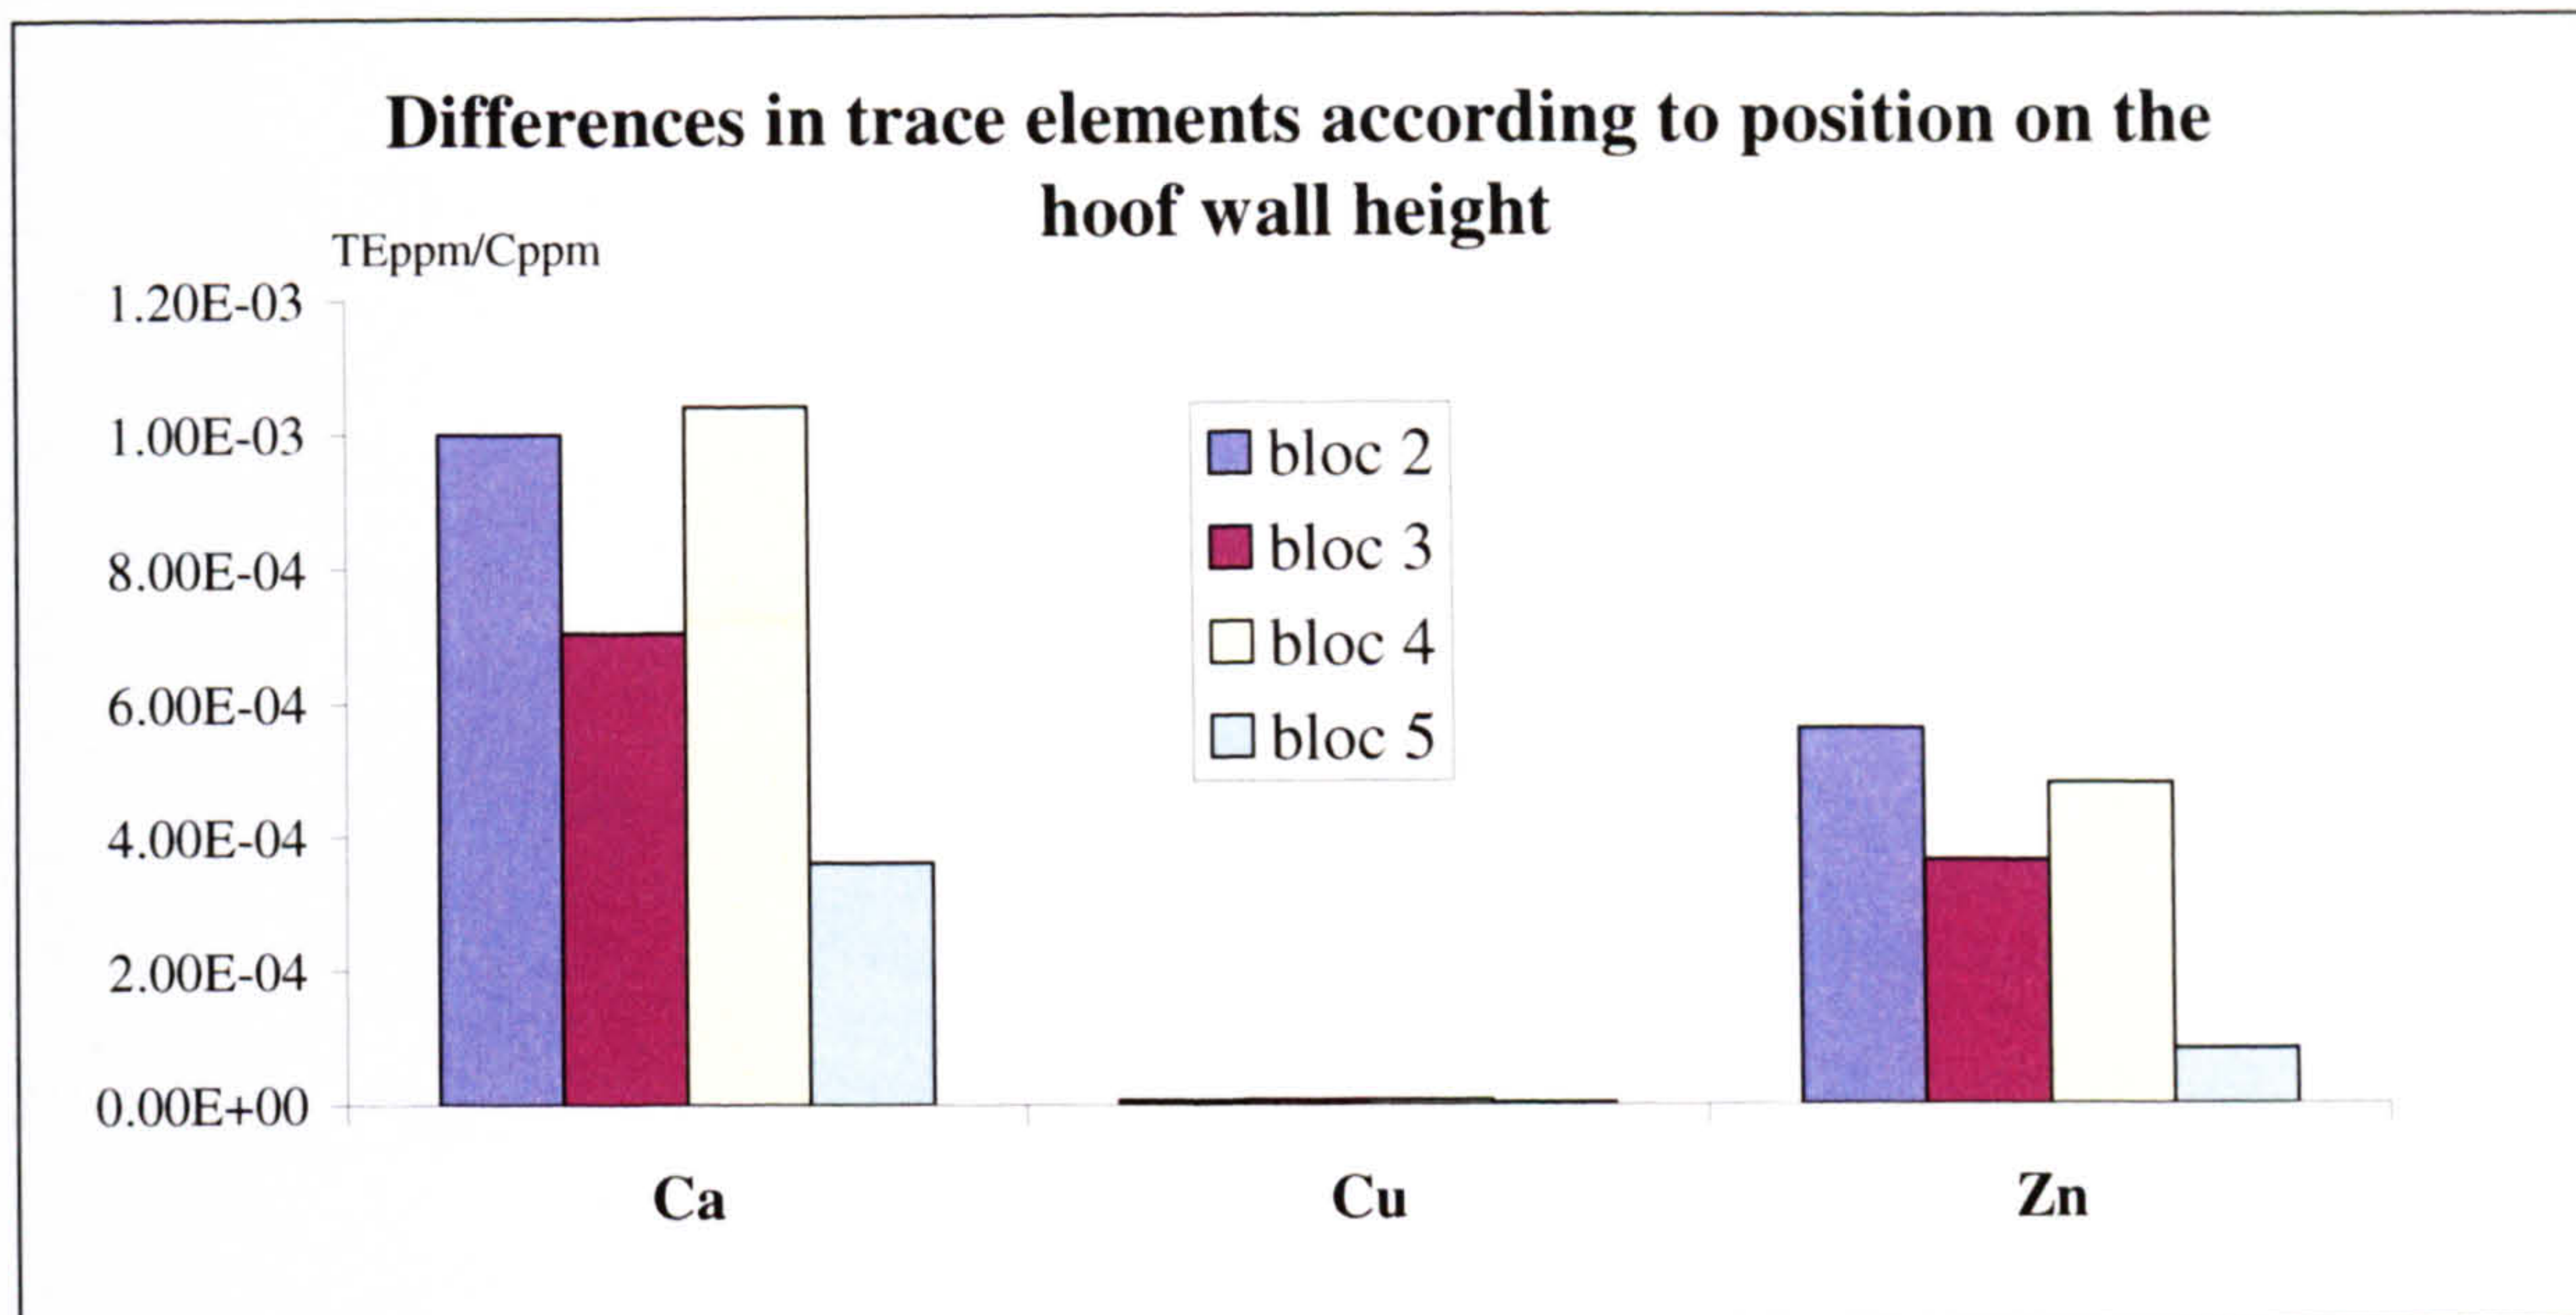 Differences in trace elements according to position on the
hoof wall height
TEppm/Cppm
1.20E-03
1.00E-03
8.00E-04
6.00E-04
4.00E-04
2.00E-04
0.00E+00
bloc 2
bloc 3
bloc 4
bloc 5
Ca
Cu
Zn